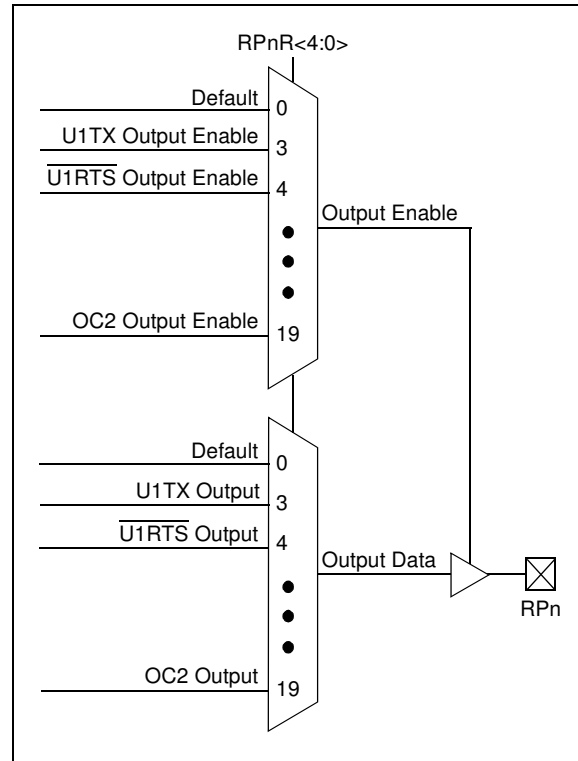 RPnR<4:0>
Default
0
U1TX Output Enable
3
U1RTS Output Enable
4
Output Enable
OC2 Output Enable
19
Default
0
U1TX Output
3
U1RTS Output
4
Output Data
RPn
OC2 Output
19